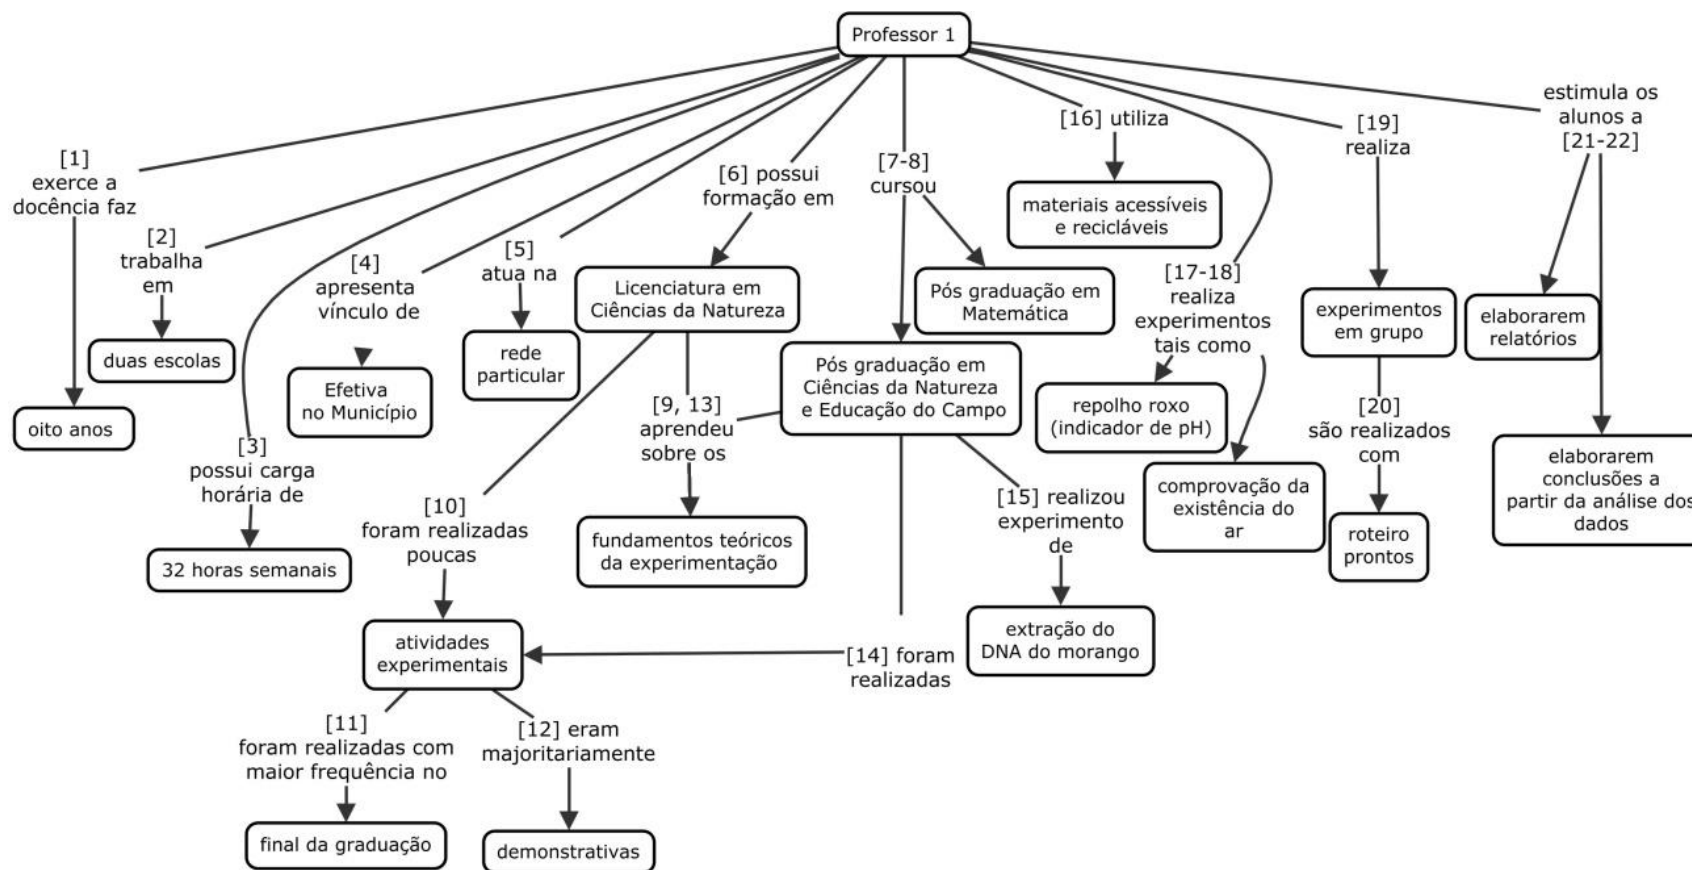 Professor 1
[1]
exerce a
docência faz
oito anos
[2]
trabalha
em
duas escolas
[3]
possui carga
horária de
32 horas semanais
[4]
apresenta
vínculo de
Efetiva
no Município
[5]
atua na
rede
particular
[6] possui
formação em
Licenciatura em
Ciências da Natureza
[7-8]
cursou
Pós graduação em
Matemática
Pós graduação em
Ciências da Natureza
e Educação do Campo
[9, 13]
aprendeu
sobre os
fundamentos teóricos
da experimentação
[10]
foram realizadas
poucas
atividades
experimentais
[11]
foram realizadas com
maior frequência no
final da graduação
[12] eram
majoritariamente
demonstrativas
[14] foram
realizadas
[15] realizou
experimento
de
extração do
DNA do morango
[16] utiliza
materiais acessíveis
e recicláveis
[17-18]
realiza
experimentos
tais como
repolho roxo
(indicador de pH)
comprovação da
existência do
ar
[19]
realiza
experimentos
em grupo
[20]
são realizados
com
roteiro
prontos
estimula os
alunos a
[21-22]
elaborarem
relatórios
elaborarem
conclusões a
partir da análise dos
dados